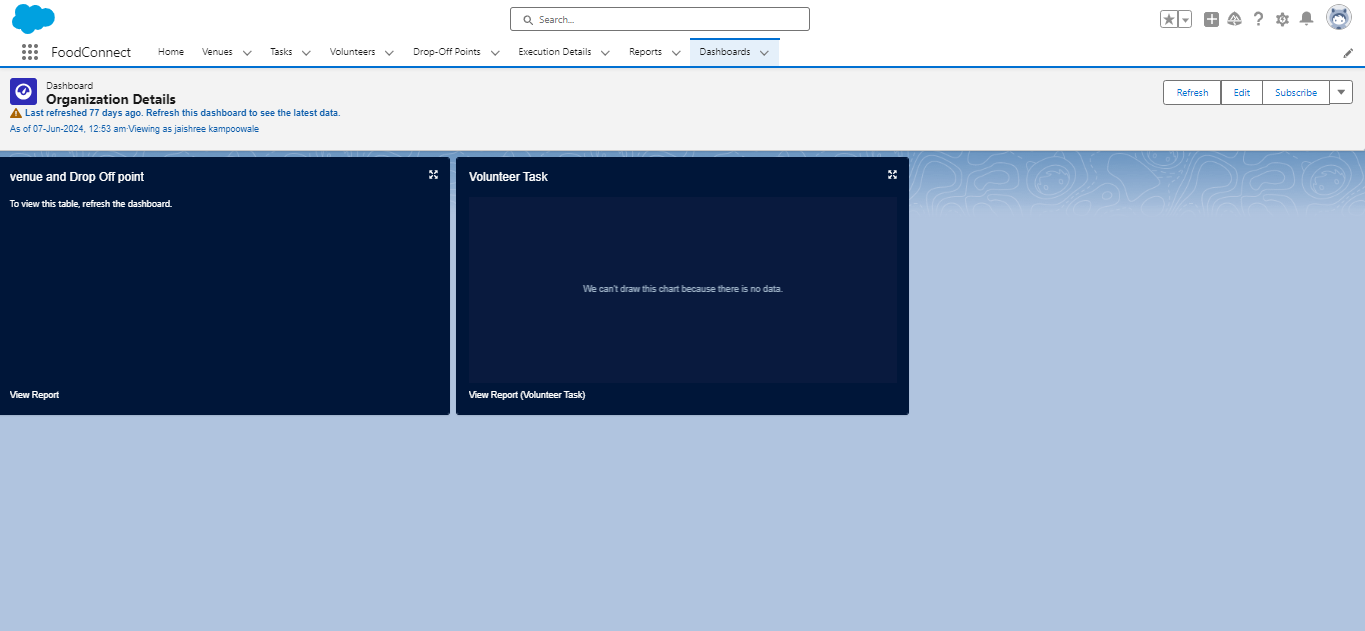 Search...
FoodConnect Home Venues Tasks Volunteers Drop-Off Points Execution Details Reports Dashboards
Dashboard
Organization Details
Last refreshed 77 days ago. Refresh this dashboard to see the latest data.
As of 07-Jun-2024, 12:53 am·Viewing as jaishree kampoowale
Refresh Edit Subscribe
venue and Drop Off point
To view this table, refresh the dashboard.
View Report
Volunteer Task
We can't draw this chart because there is no data.
View Report (Volunteer Task)